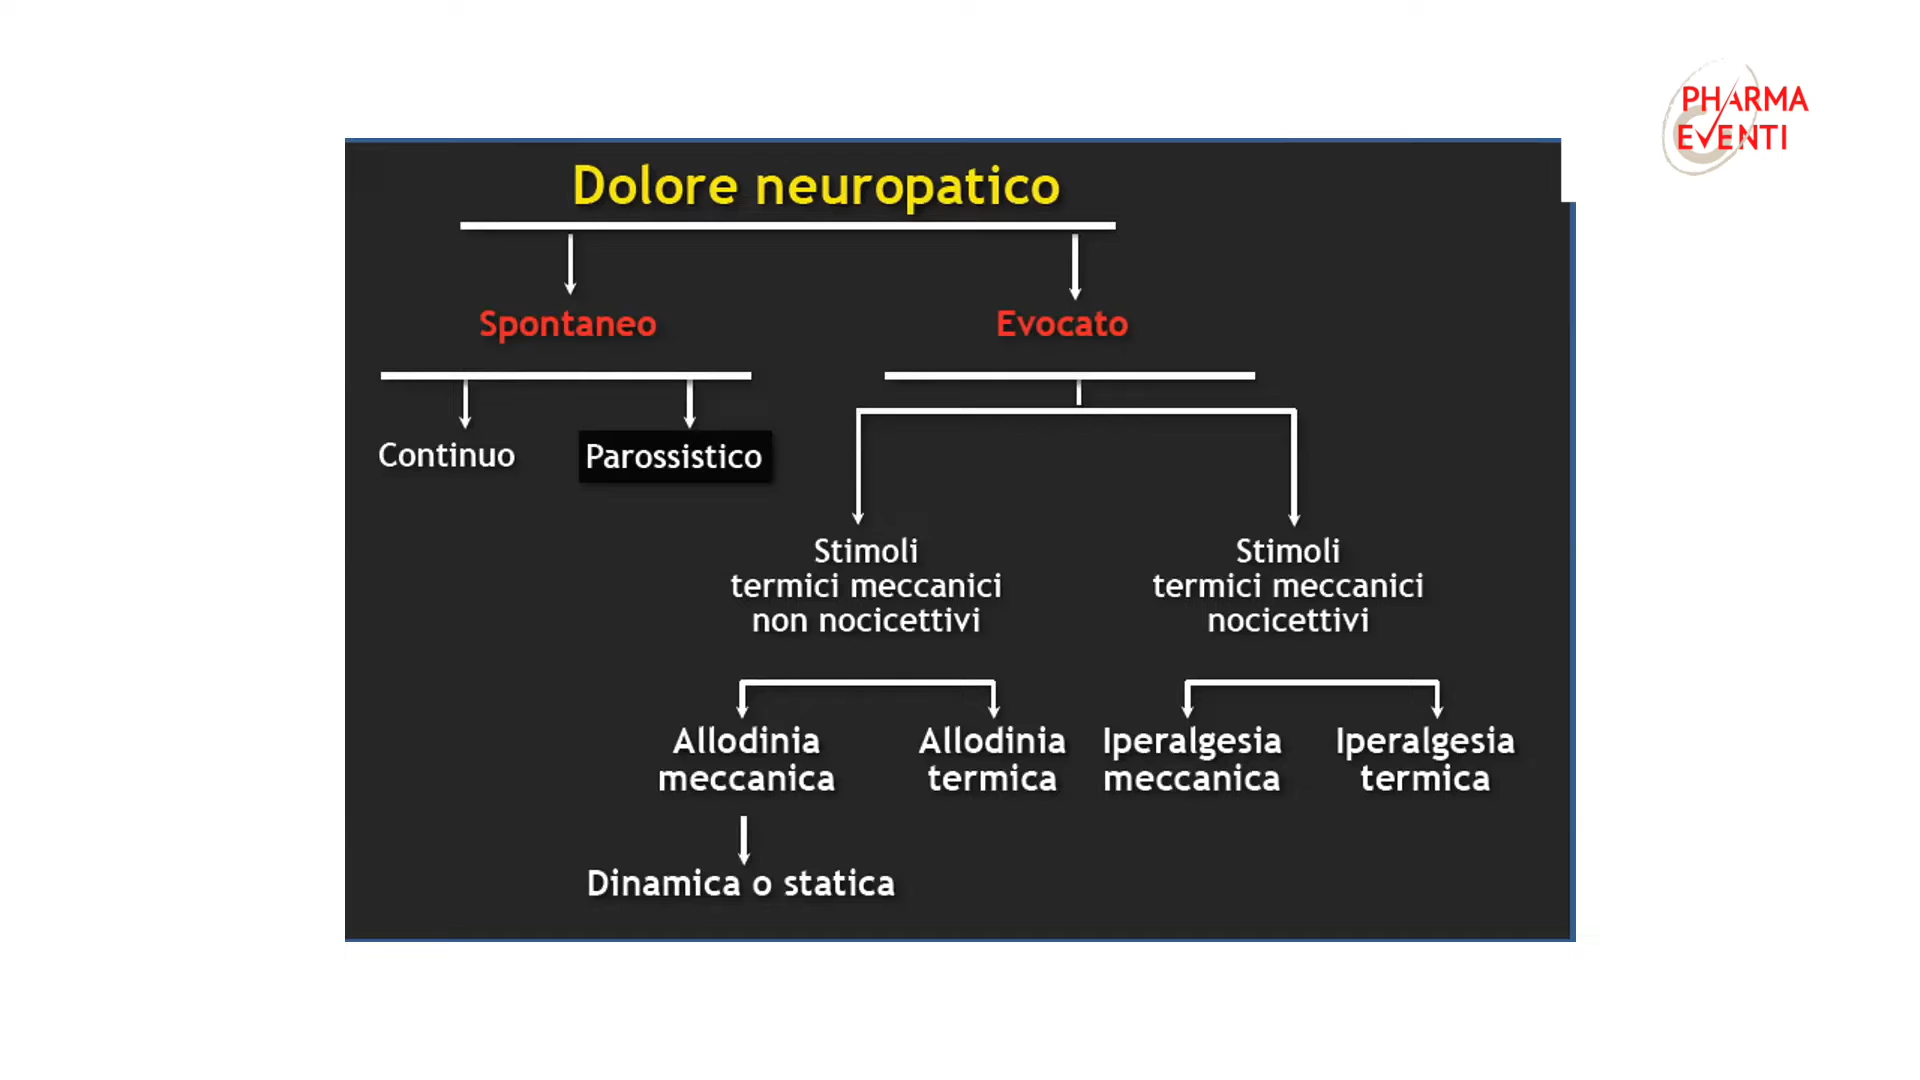 PHARMA
EVENTI
Dolore neuropatico
Spontaneo
Evocato
Continuo
Parossistico
Stimoli
termici meccanici
non nocicettivi
Stimoli
termici meccanici
nocicettivi
Allodinia
meccanica
Allodinia
termica
Iperalgesia
meccanica
Iperalgesia
termica
Dinamica o statica